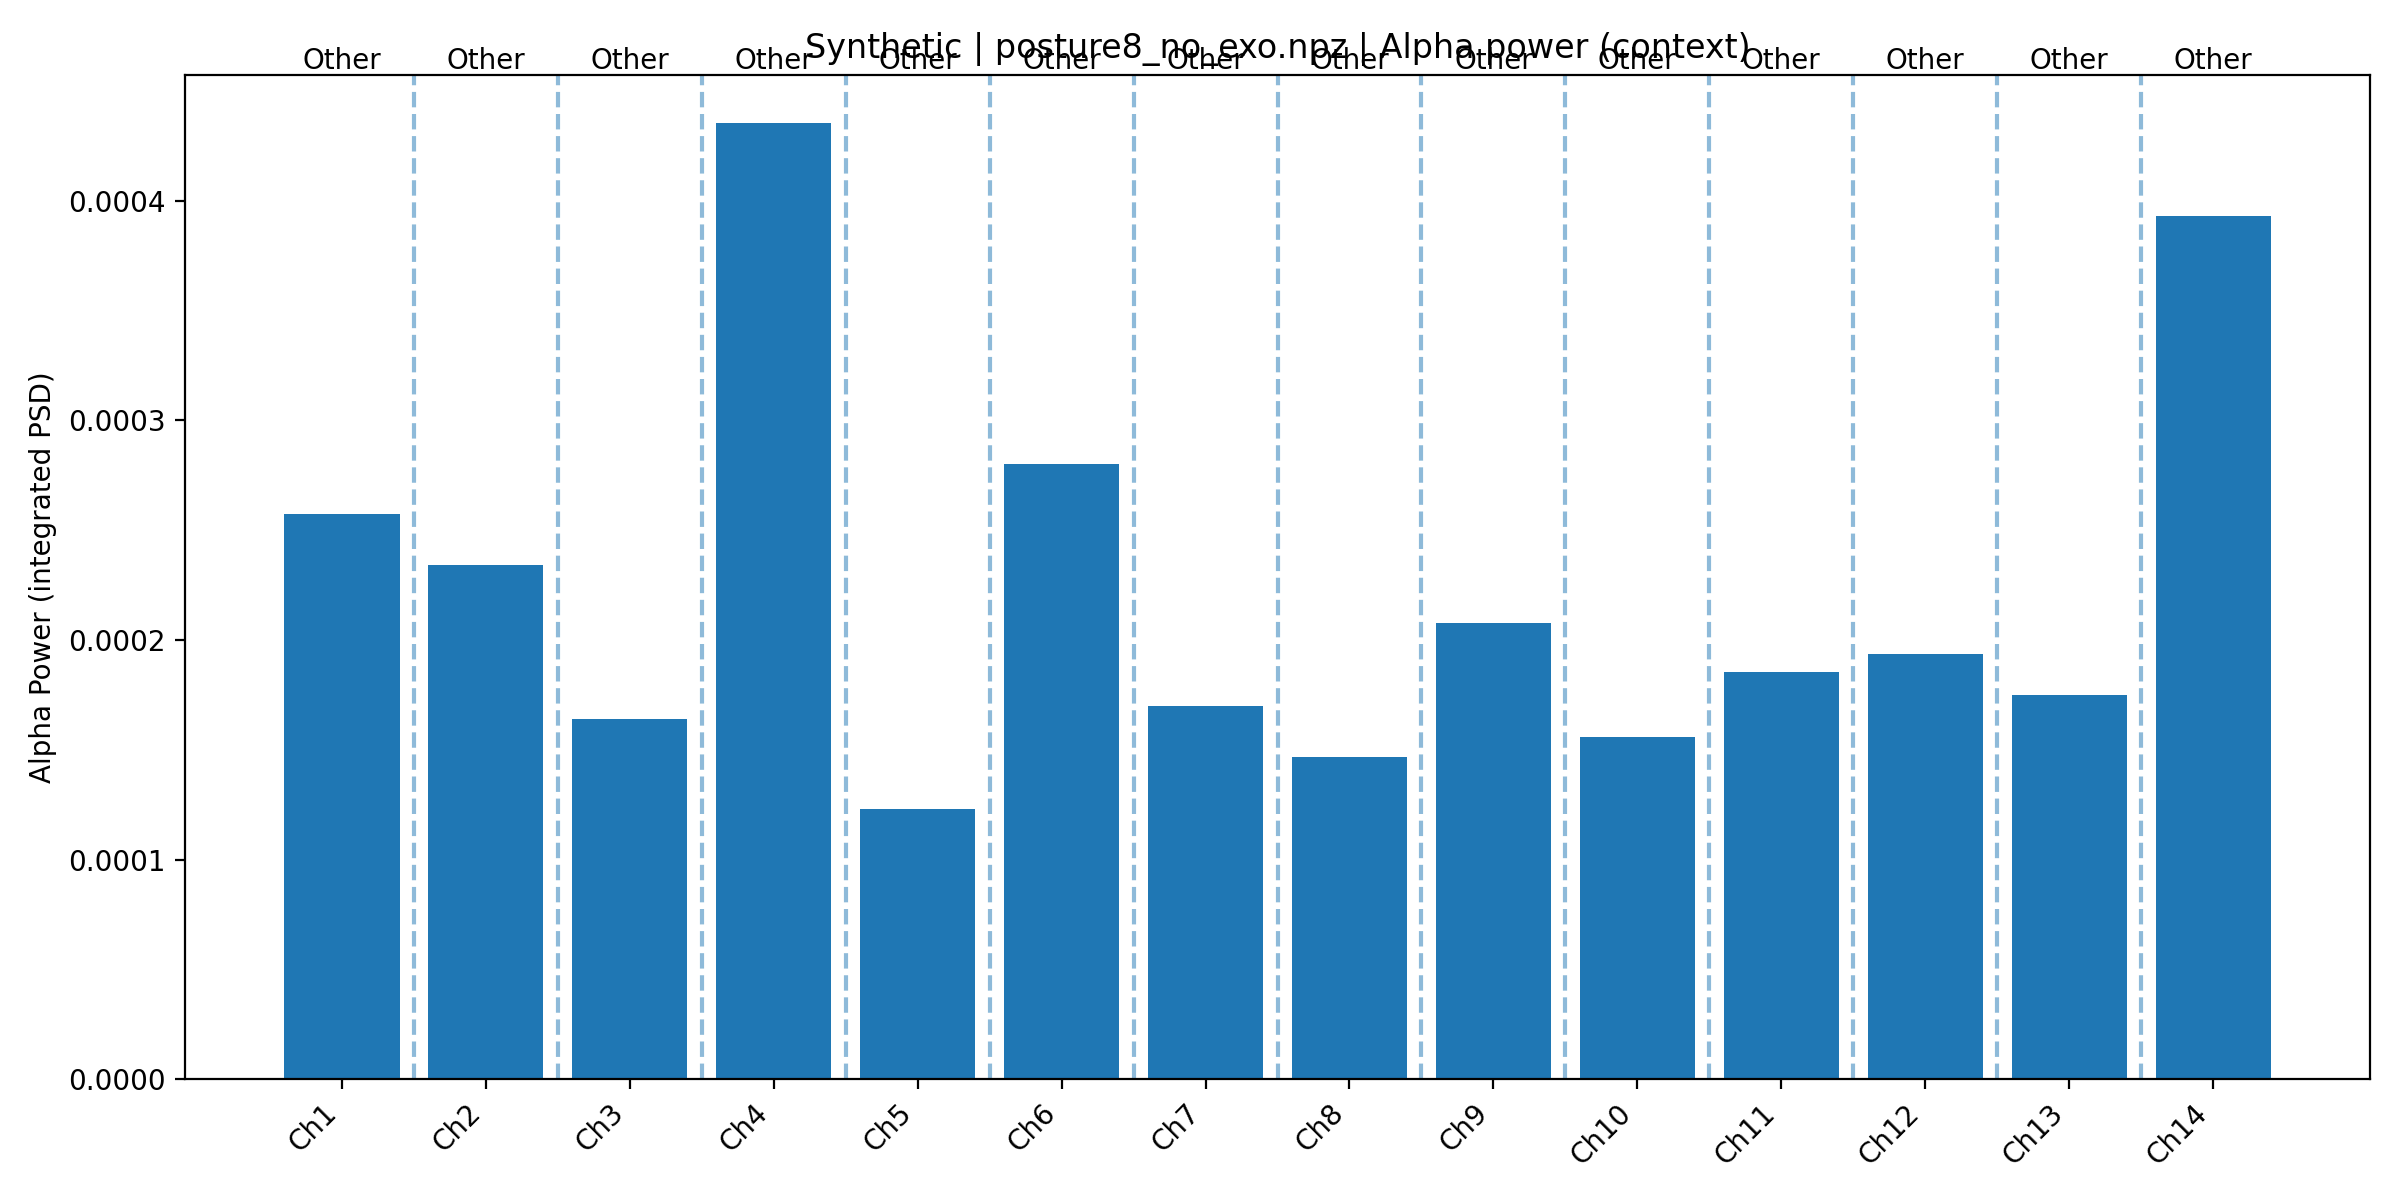 Synthetic | posture8_no_exo.npz | Alpha power (context)
Other Other Other Other Other Other Other Other Other Other Other Other Other Other
Alpha Power (integrated PSD)
0.0004
0.0003
0.0002
0.0001
0.0000
Ch1 Ch2 Ch3 Ch4 Ch5 Ch6 Ch7 Ch8 Ch9 Ch10 Ch11 Ch12 Ch13 Ch14